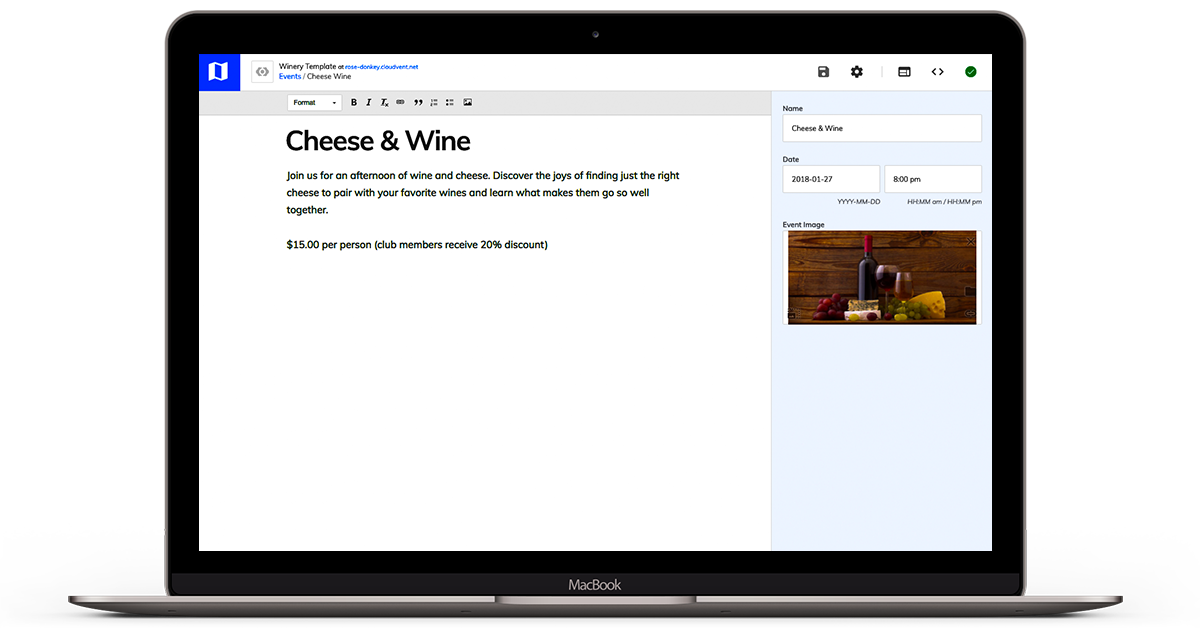 Winery Template at rose-donkey.cloudvent.net
Events / Cheese Wine
Format
B I Tx
Cheese & Wine
Join us for an afternoon of wine and cheese. Discover the joys of finding just the right
cheese to pair with your favorite wines and learn what makes them go so well
together.
$15.00 per person (club members receive 20% discount)
Name
Cheese & Wine
Date
2018-01-27
8:00 pm
YYYY-MM-DD
HH:MM am / HH:MM pm
Event Image
MacBook